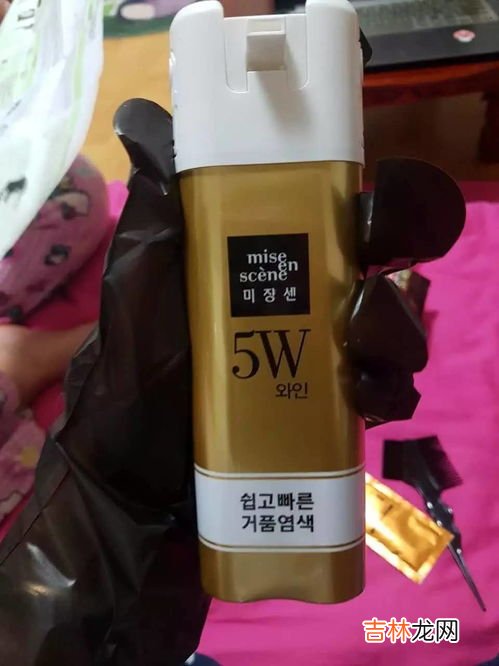 mise
en
scène
미쟝센
5W
와인
쉽고빠른
거품염색
吉林龙网